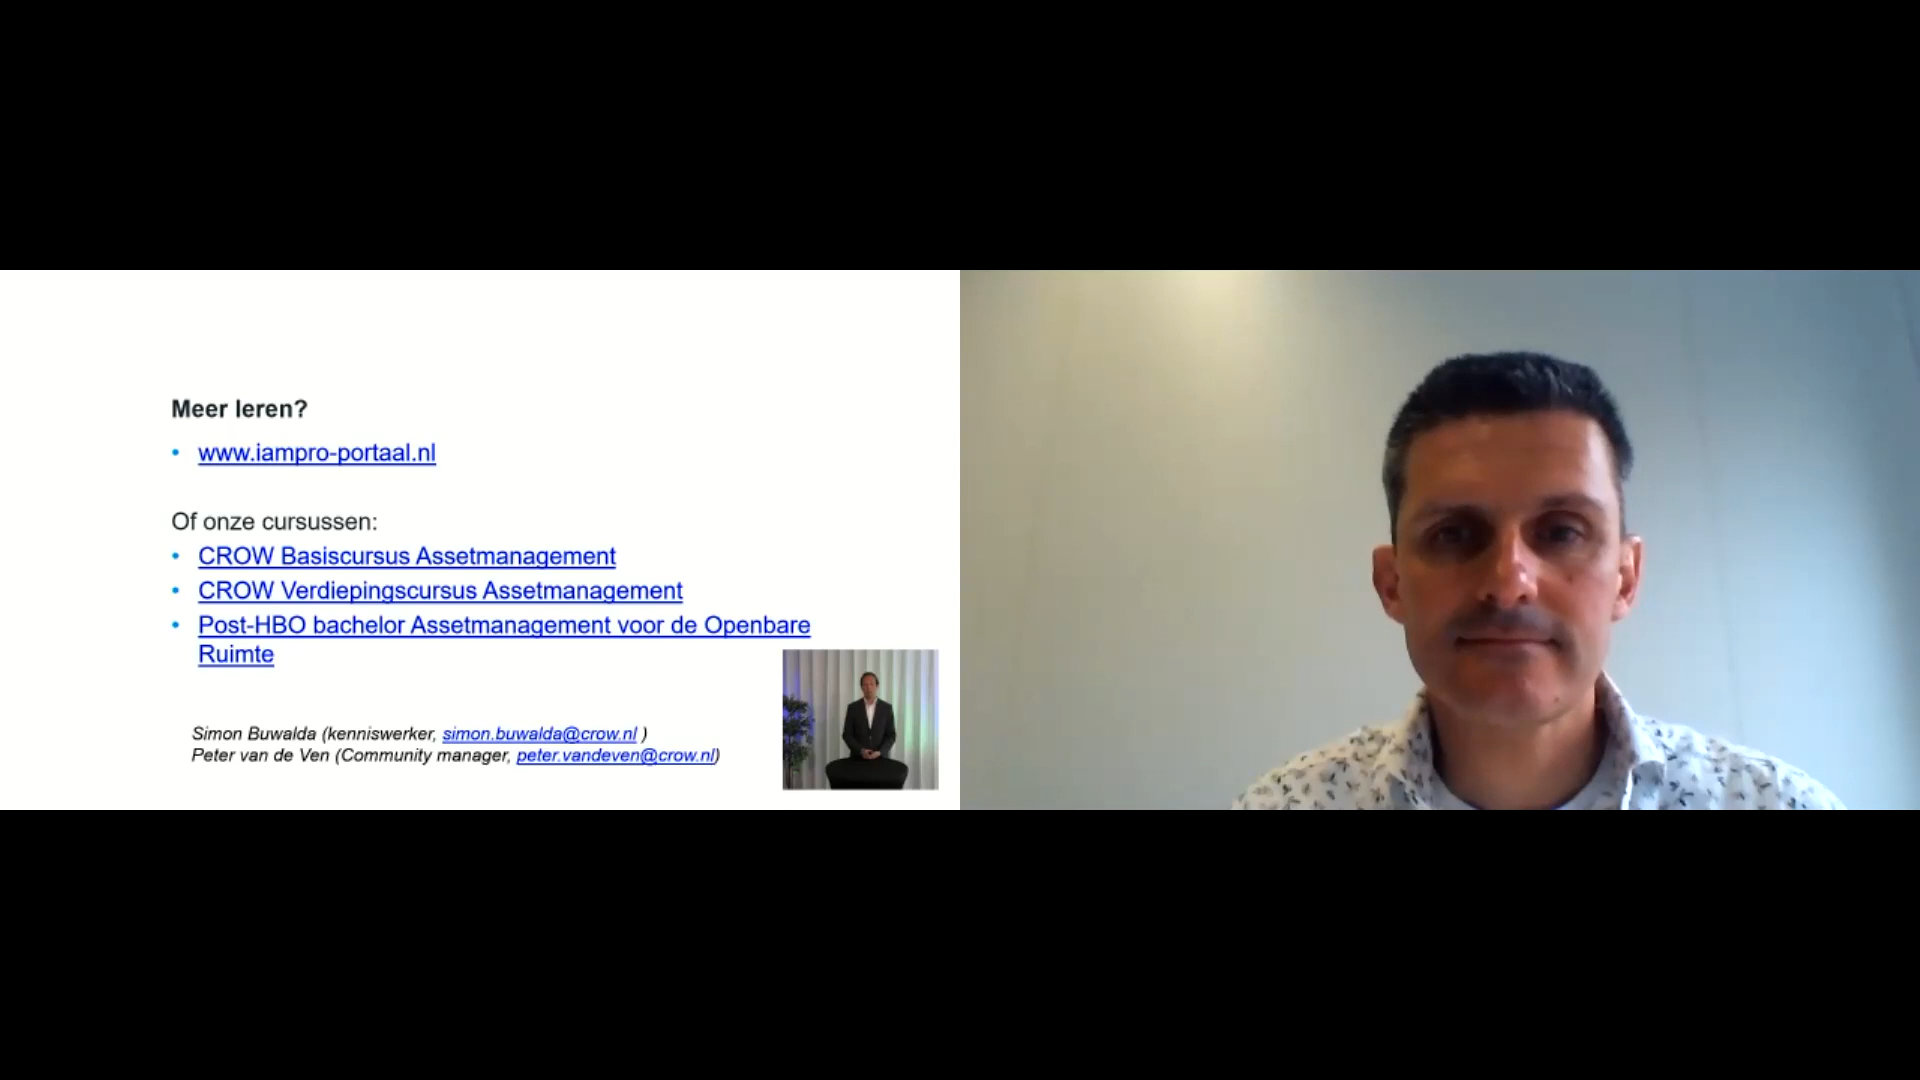 Meer leren?
• www.iampro-portaal.nl
Of onze cursussen:
• CROW Basiscursus Assetmanagement
• CROW Verdiepingscursus Assetmanagement
• Post-HBO bachelor Assetmanagement voor de Openbare
Ruimte
Simon Buwalda (kenniswerker, simon.buwalda@crow.nl )
Peter van de Ven (Community manager, peter.vandeven@crow.nl)